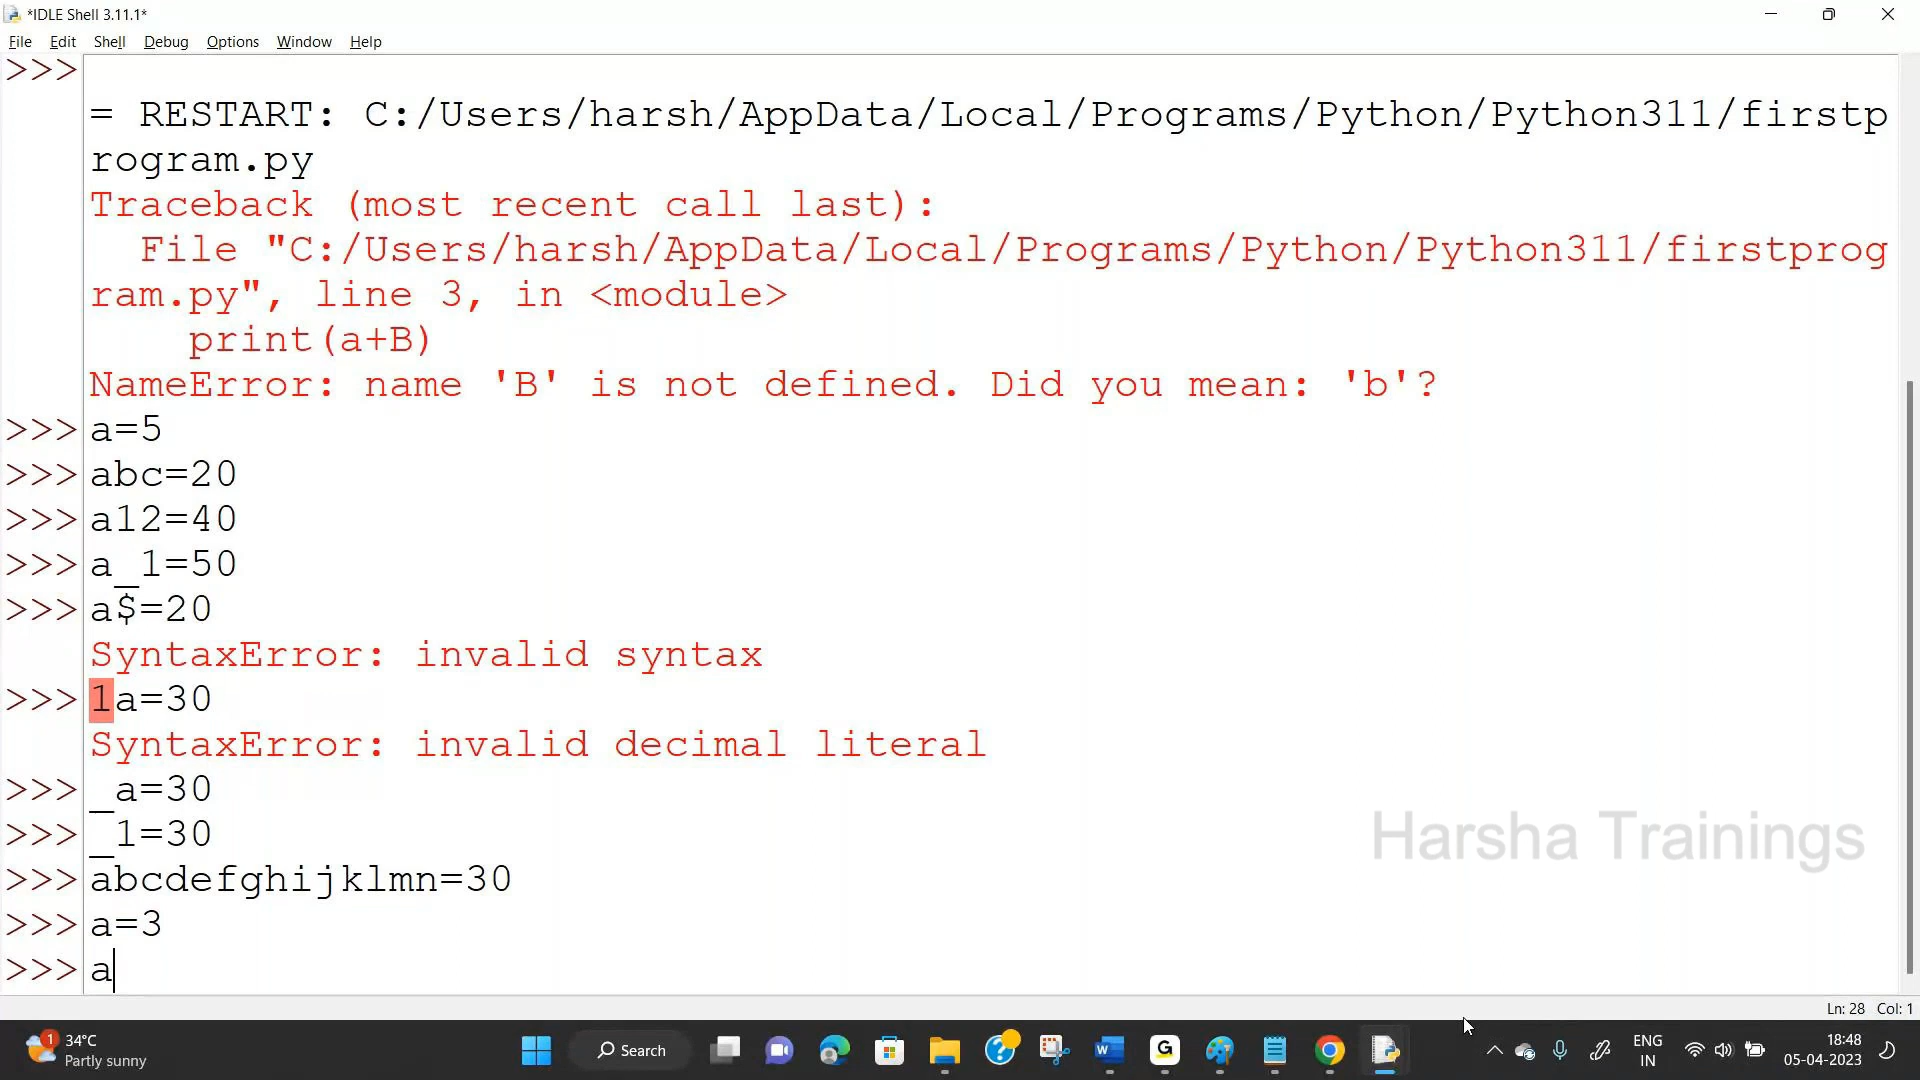 *IDLE Shell 3.11.1*
File Edit Shell Debug Options Window Help
>>>
= RESTART: C:/Users/harsh/AppData/Local/Programs/Python/Python311/firstp
rogram.py
Traceback (most recent call last):
  File "C:/Users/harsh/AppData/Local/Programs/Python/Python311/firstprog
ram.py", line 3, in <module>
    print(a+B)
NameError: name 'B' is not defined. Did you mean: 'b'?
>>> a=5
>>> abc=20
>>> a12=40
>>> a_1=50
>>> a$=20
SyntaxError: invalid syntax
>>> 1a=30
SyntaxError: invalid decimal literal
>>> _a=30
>>> _1=30
>>> abcdefghijklmn=30
>>> a=3
>>> a
Harsha Trainings
Ln: 28 Col: 1
1
34°C
Partly sunny
Search
ENG
IN
18:48
05-04-2023